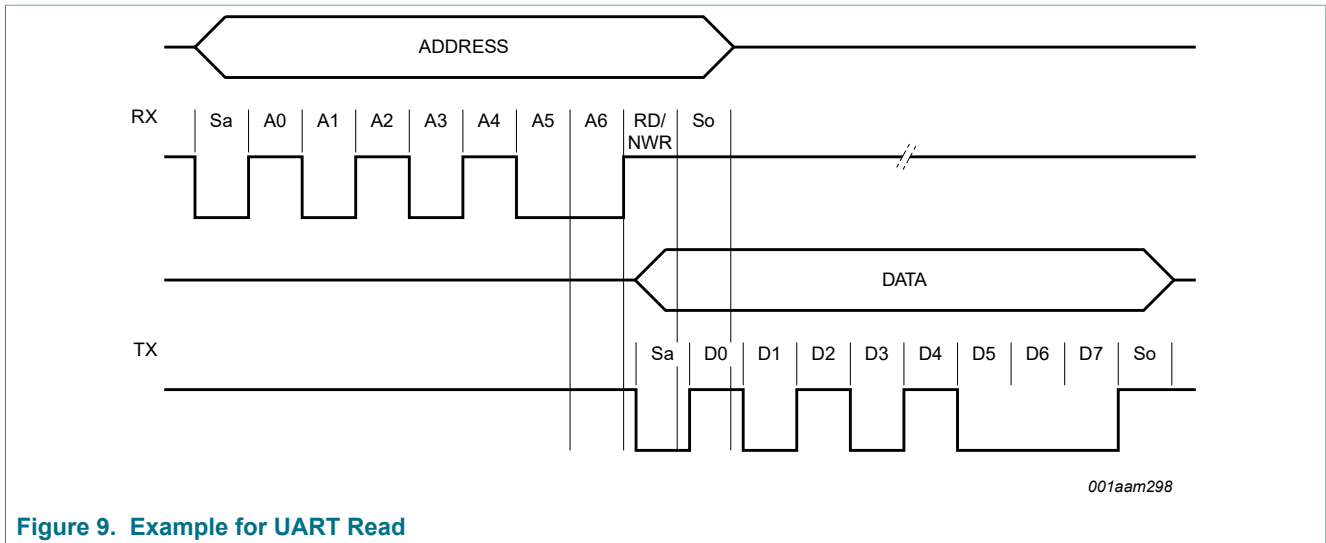 ADDRESS
RX Sa A0 A1 A2 A3 A4 A5 A6 RD/ So
NWR
DATA
TX Sa D0 D1 D2 D3 D4 D5 D6 D7 So
001aam298
Figure 9. Example for UART Read